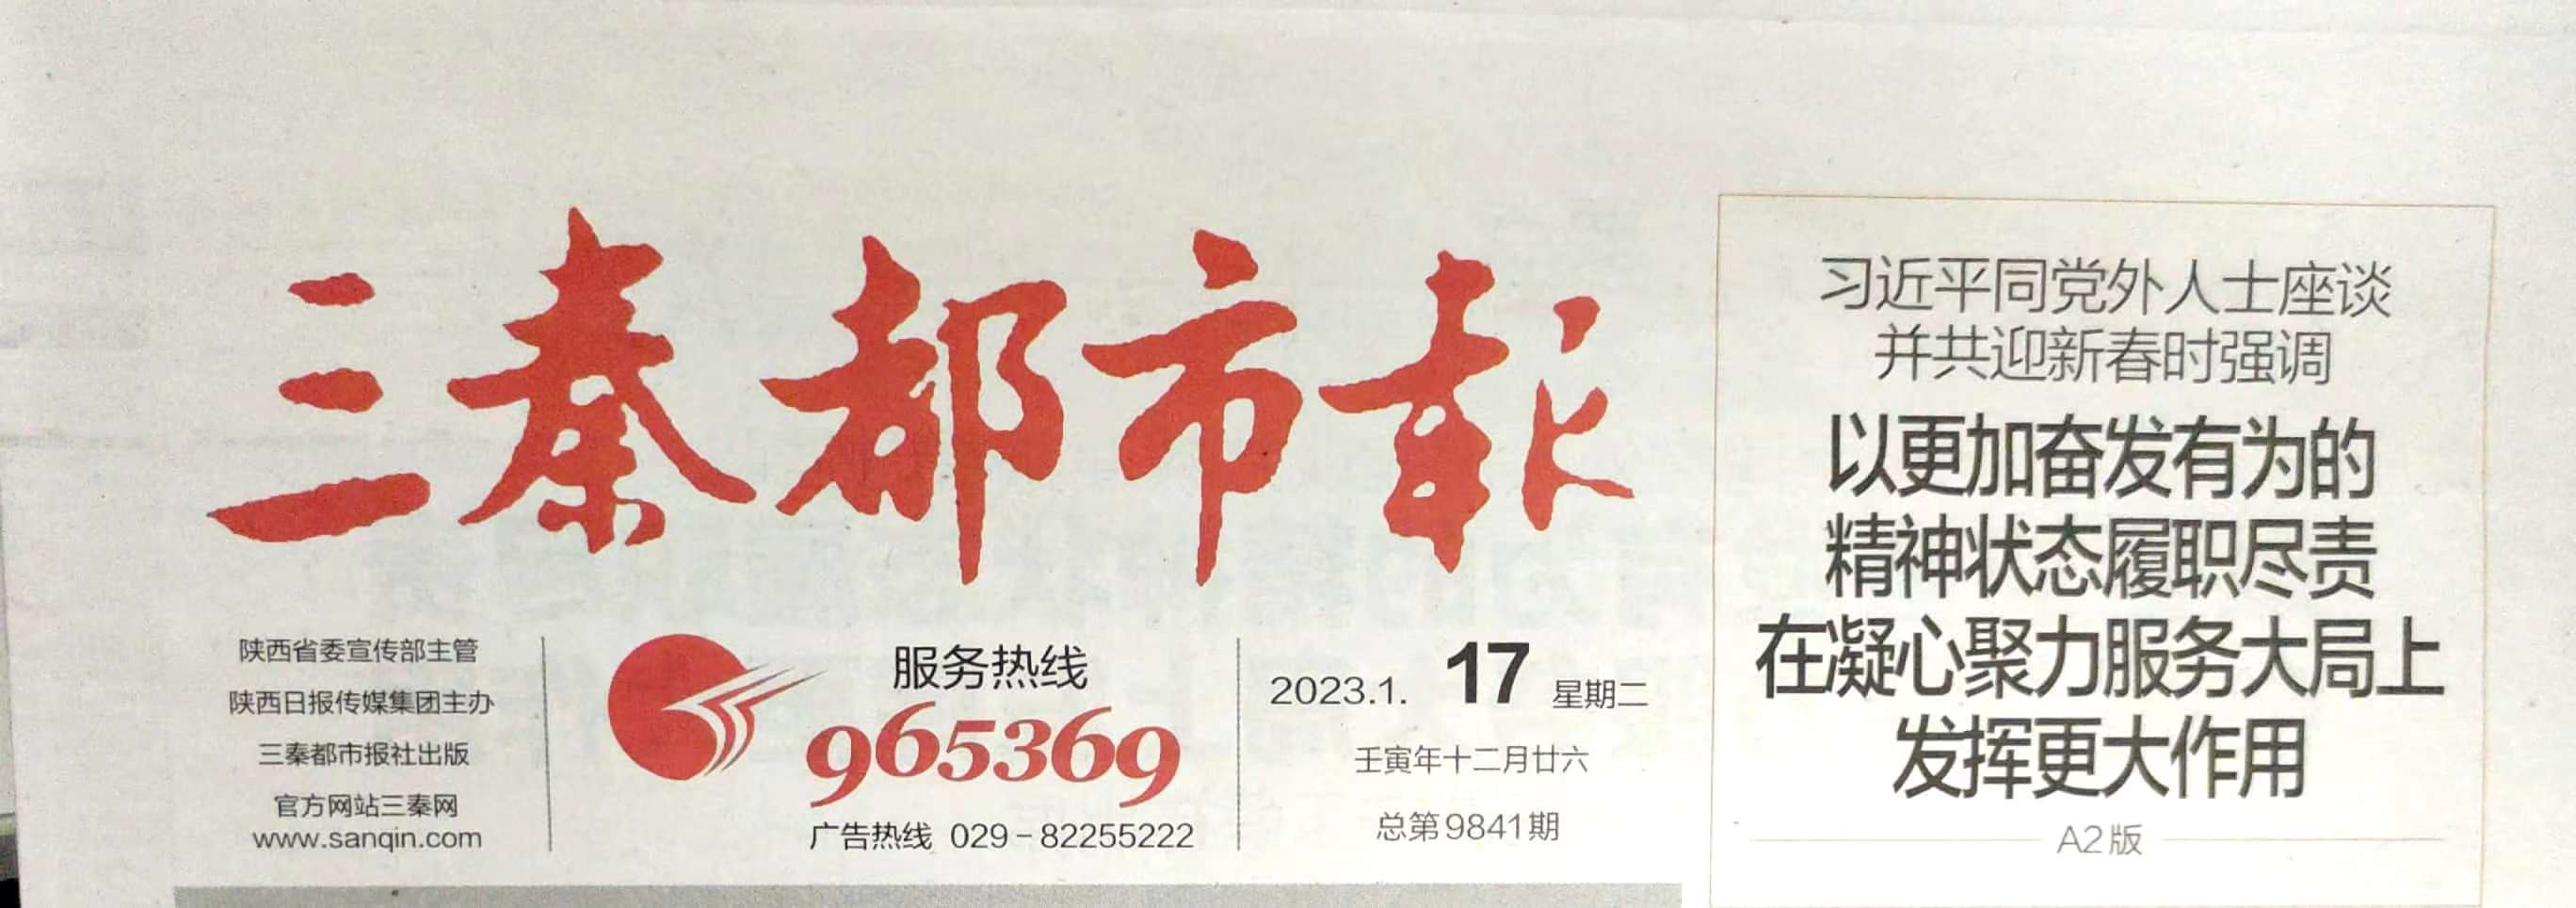 三秦都市報
陕西省委宣传部主管
陕西日报传媒集团主办
三秦都市报社出版
官方网站三秦网
www.sanqin.com
服务热线
965369
广告热线 029-82255222
2023.1. 17 星期二
壬寅年十二月廿六
总第9841期
习近平同党外人士座谈
并共迎新春时强调
以更加奋发有为的
精神状态履职尽责
在凝心聚力服务大局上
发挥更大作用
A2版